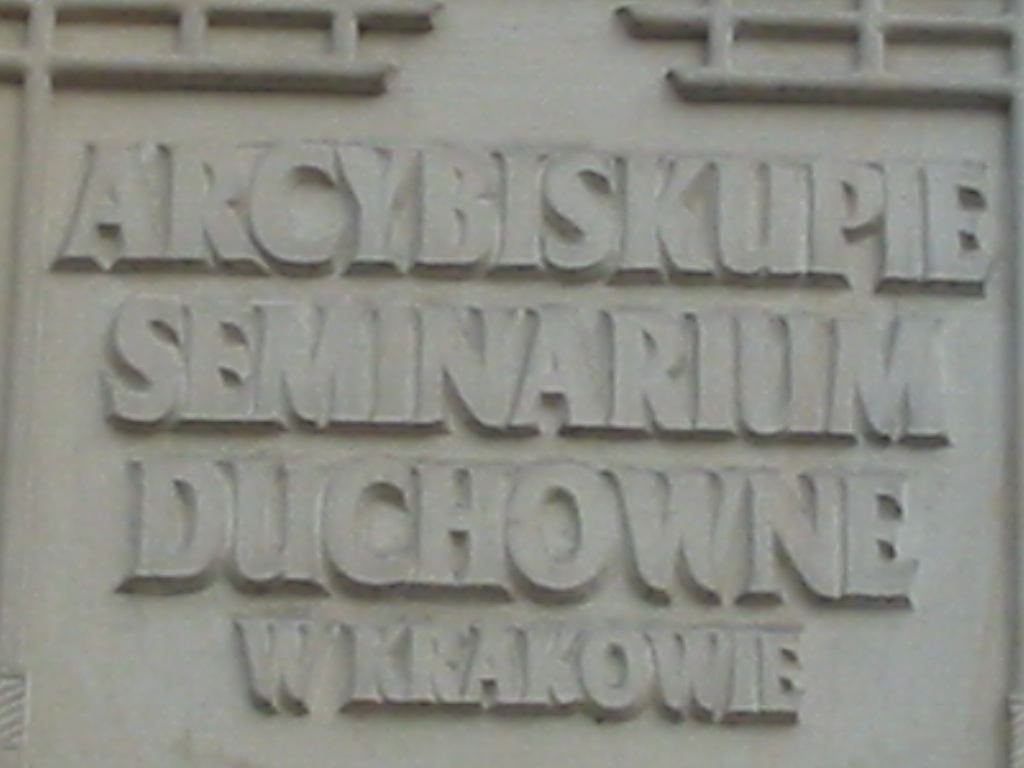 ARCYBISKUPIE
SEMINARIUM
DUCHOWNE
W KRAKOWIE